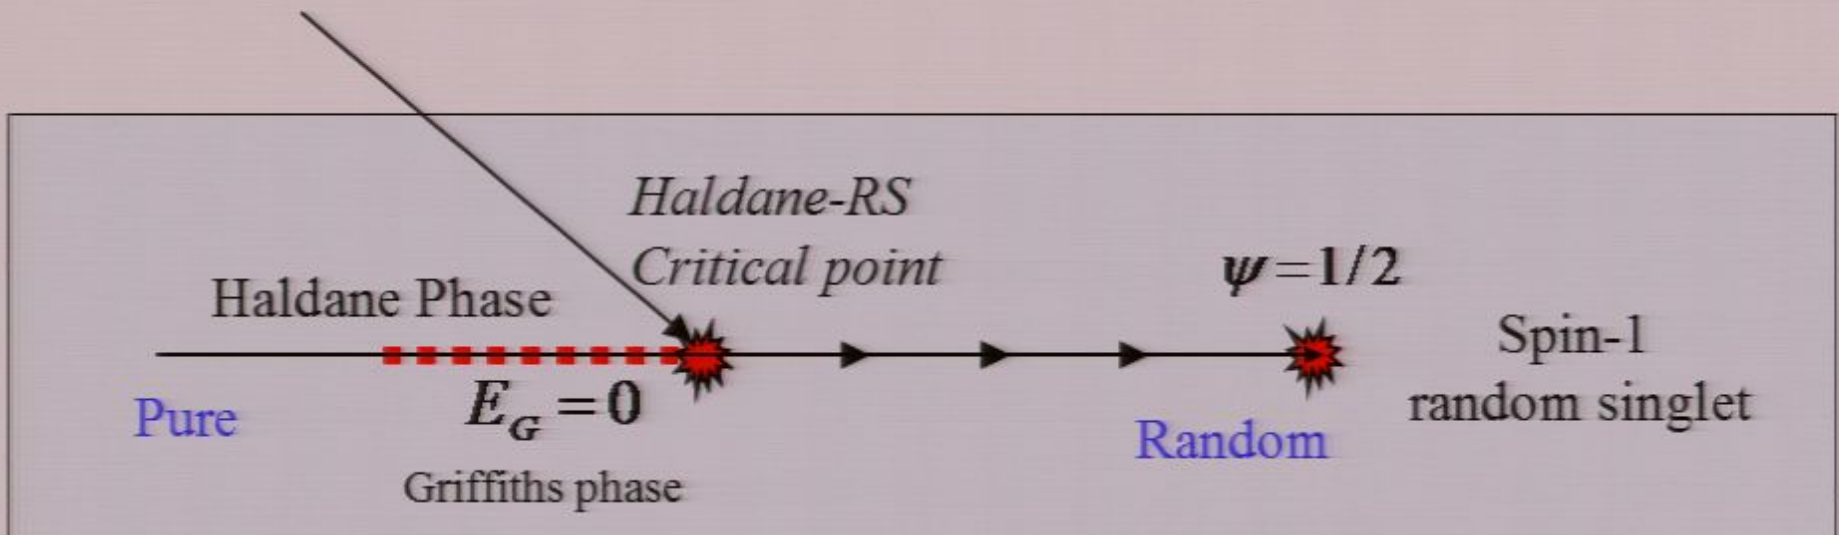 Haldane-RS
Critical point
ψ=1/2
Haldane Phase
Spin-1
random singlet
E_G=0
Pure
Random
Griffiths phase